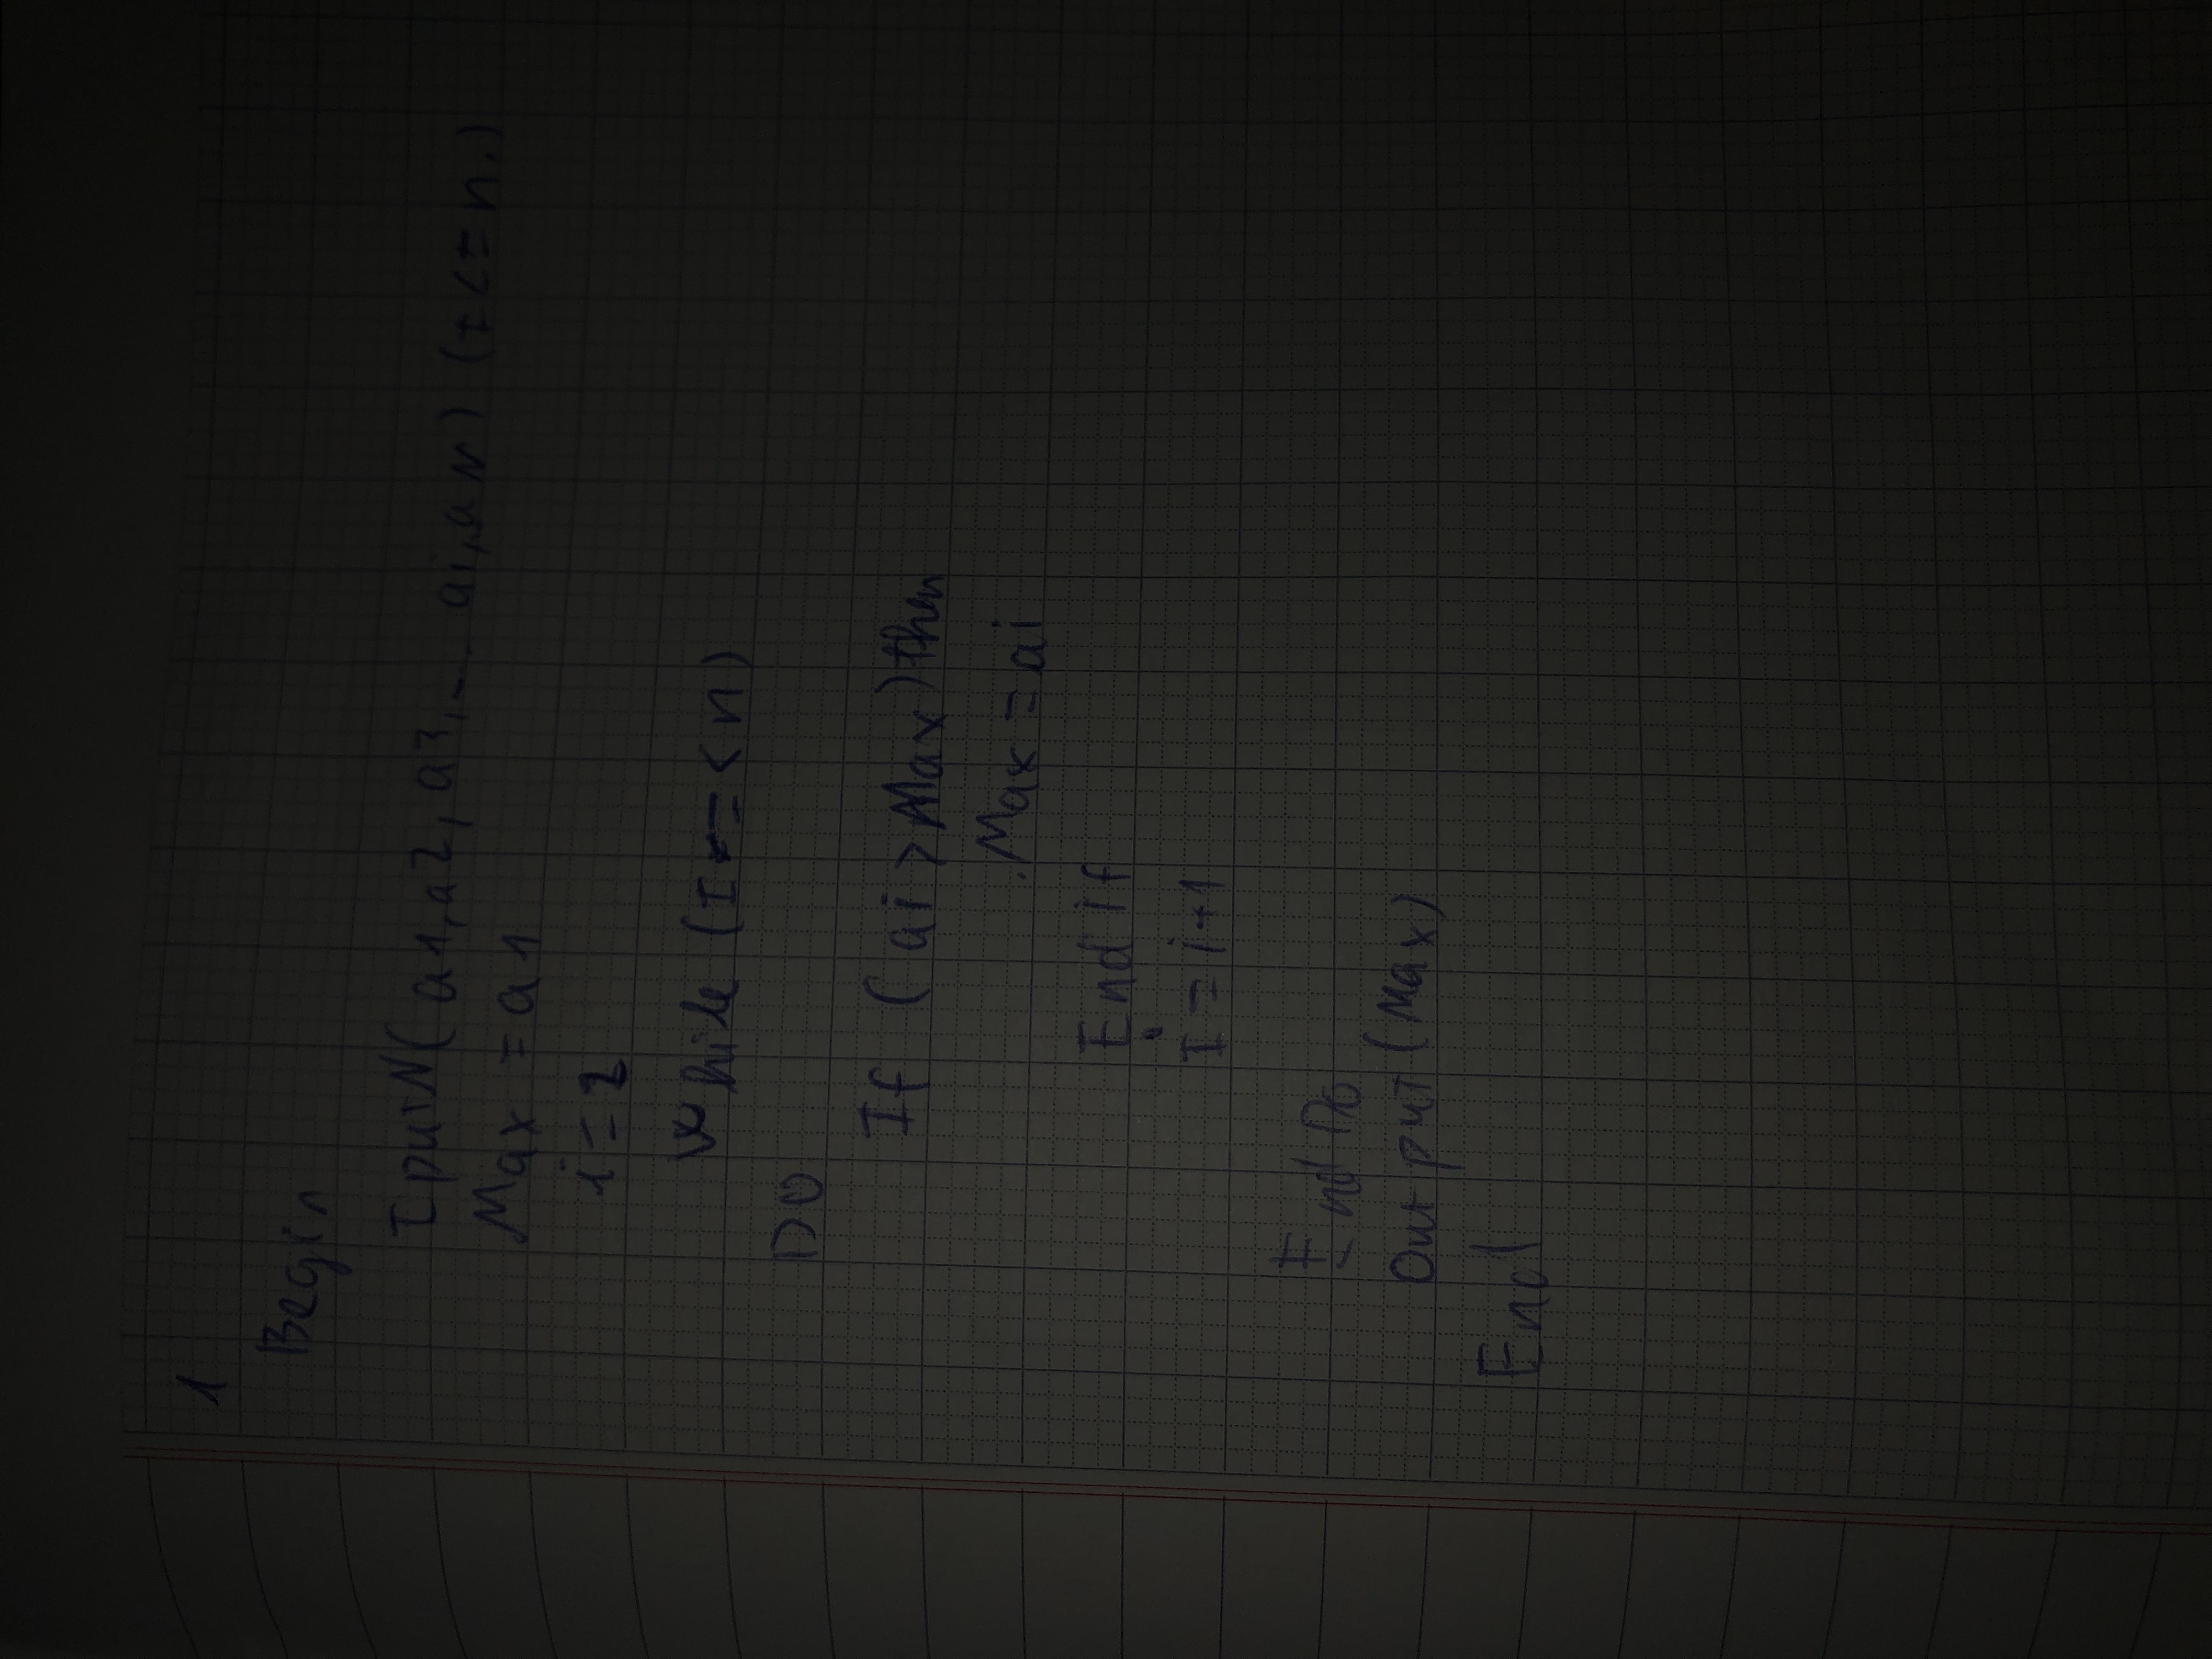 1
Begin
IputN(a1,a2,a3,... ai,aN) (I<=n.)
Max = a1
i=2
While (I=<n)
DO
If (ai>Max)then
Max = ai
End if
I = i+1
End Do
Output(Max)
End